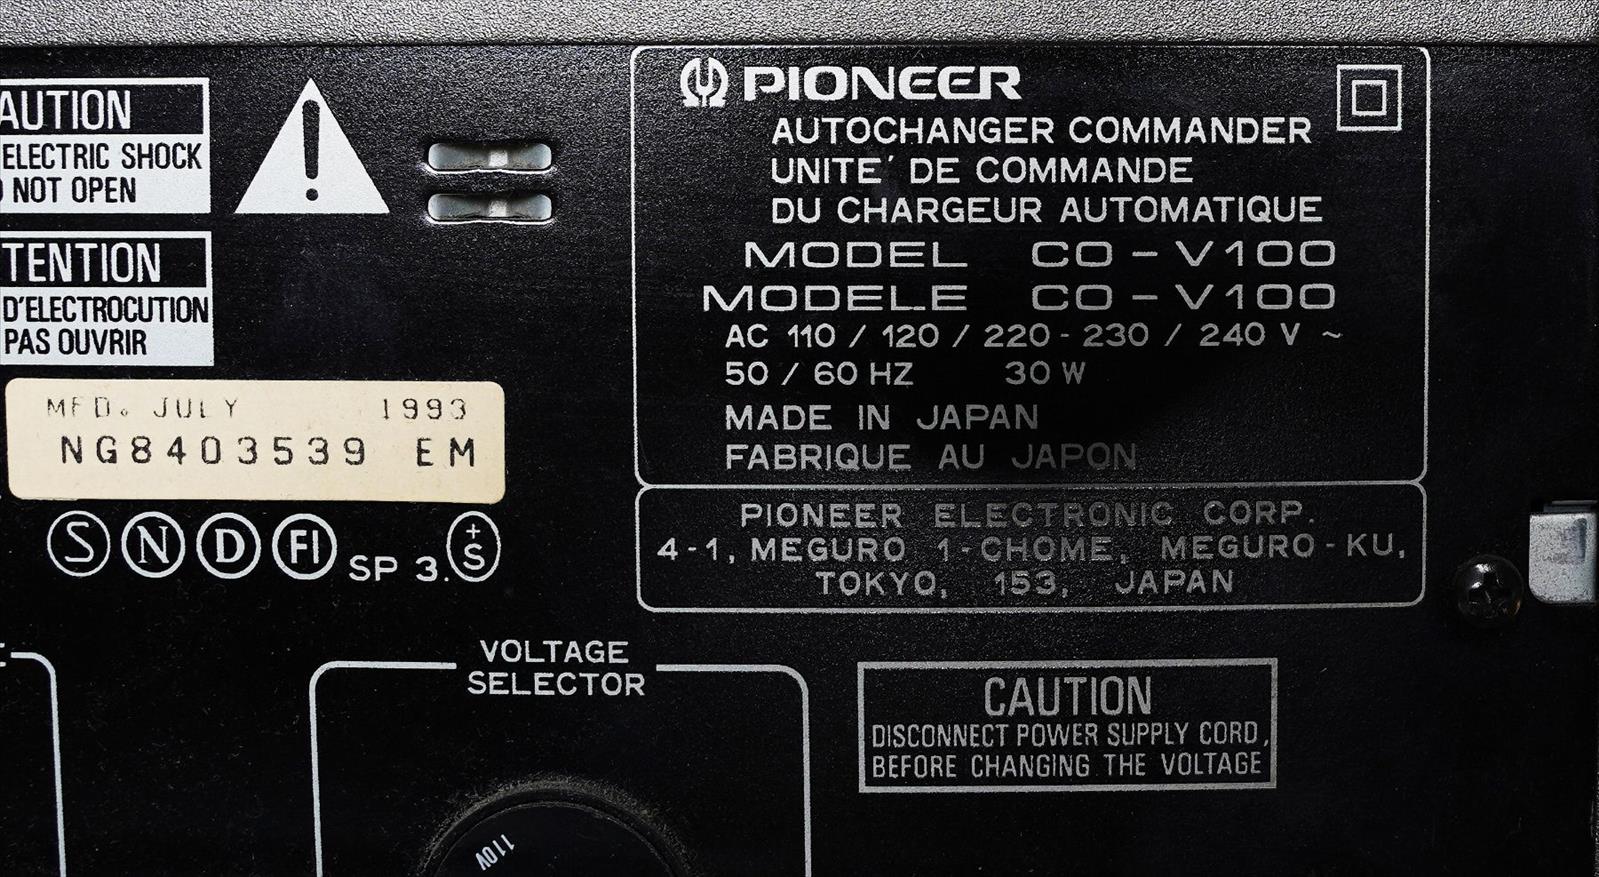 AUTION
ELECTRIC SHOCK
NOT OPEN
TENTION
D'ELECTROCUTION
PAS OUVRIR
MFD. JULY 1993
NG8403539 EM
S N D FI SP 3. +S
PIONEER
AUTOCHANGER COMMANDER
UNITE´ DE COMMANDE
DU CHARGEUR AUTOMATIQUE
MODEL CO-V100
MODELE CO-V100
AC 110 / 120 / 220-230 / 240 V ~
50 / 60 HZ 30 W
MADE IN JAPAN
FABRIQUE AU JAPON
PIONEER ELECTRONIC CORP.
4-1, MEGURO 1-CHOME, MEGURO-KU,
TOKYO, 153, JAPAN
VOLTAGE
SELECTOR
110V
CAUTION
DISCONNECT POWER SUPPLY CORD,
BEFORE CHANGING THE VOLTAGE